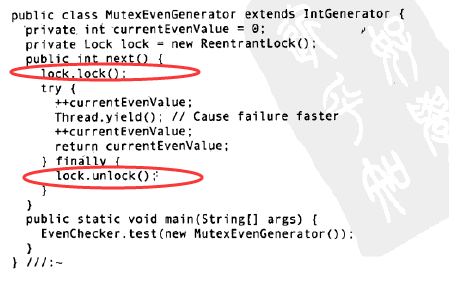 public class MutexEvenGenerator extends IntGenerator {
private int currentEvenValue = 0;
private Lock lock = new ReentrantLock();
public int next() {
lock.lock();
try {
++currentEvenValue;
Thread.yield(); // Cause failure faster
++currentEvenValue;
return currentEvenValue;
} finally {
lock.unlock();
}
}
public static void main(String[] args) {
EvenChecker.test(new MutexEvenGenerator());
}
} ///:~